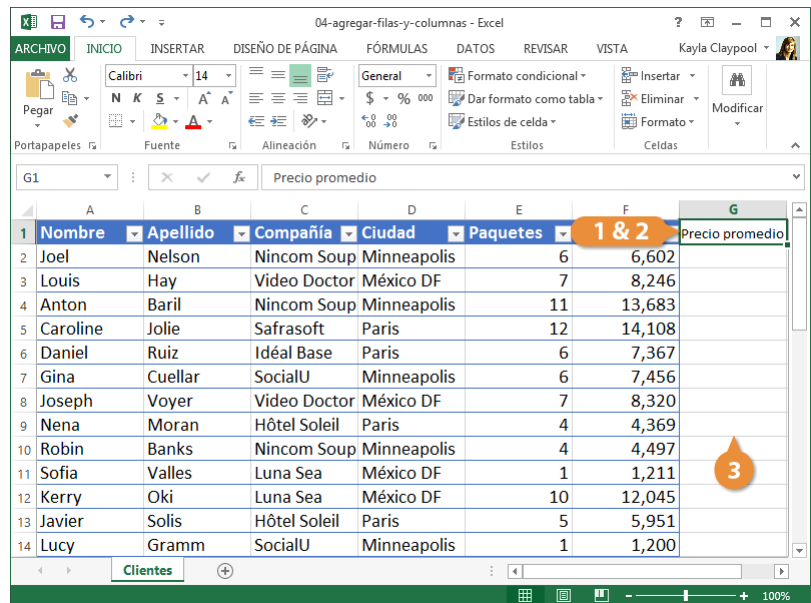 04-agregar-filas-y-columnas - Excel
ARCHIVO INICIO INSERTAR DISEÑO DE PÁGINA FÓRMULAS DATOS REVISAR VISTA Kayla Claypool
Pegar
Calibri 14
N K S A A A
General
$ % 000
Formato condicional
Dar formato como tabla
Estilos de celda
Insertar
Eliminar
Formato
Modificar
Portapapeles Fuente Alineación Número Estilos Celdas
G1 fx Precio promedio
A B C D E F G
1 Nombre Apellido Compañía Ciudad Paquetes 1 & 2 Precio promedio
2 Joel Nelson Nincom Soup Minneapolis 6 6,602
3 Louis Hay Video Doctor México DF 7 8,246
4 Anton Baril Nincom Soup Minneapolis 11 13,683
5 Caroline Jolie Safrasoft Paris 12 14,108
6 Daniel Ruiz Idéal Base Paris 6 7,367
7 Gina Cuellar SocialU Minneapolis 6 7,456
8 Joseph Voyer Video Doctor México DF 7 8,320
9 Nena Moran Hôtel Soleil Paris 4 4,369
10 Robin Banks Nincom Soup Minneapolis 4 4,497
11 Sofia Valles Luna Sea México DF 1 1,211
3
12 Kerry Oki Luna Sea México DF 10 12,045
13 Javier Solis Hôtel Soleil Paris 5 5,951
14 Lucy Gramm SocialU Minneapolis 1 1,200
Clientes
100%